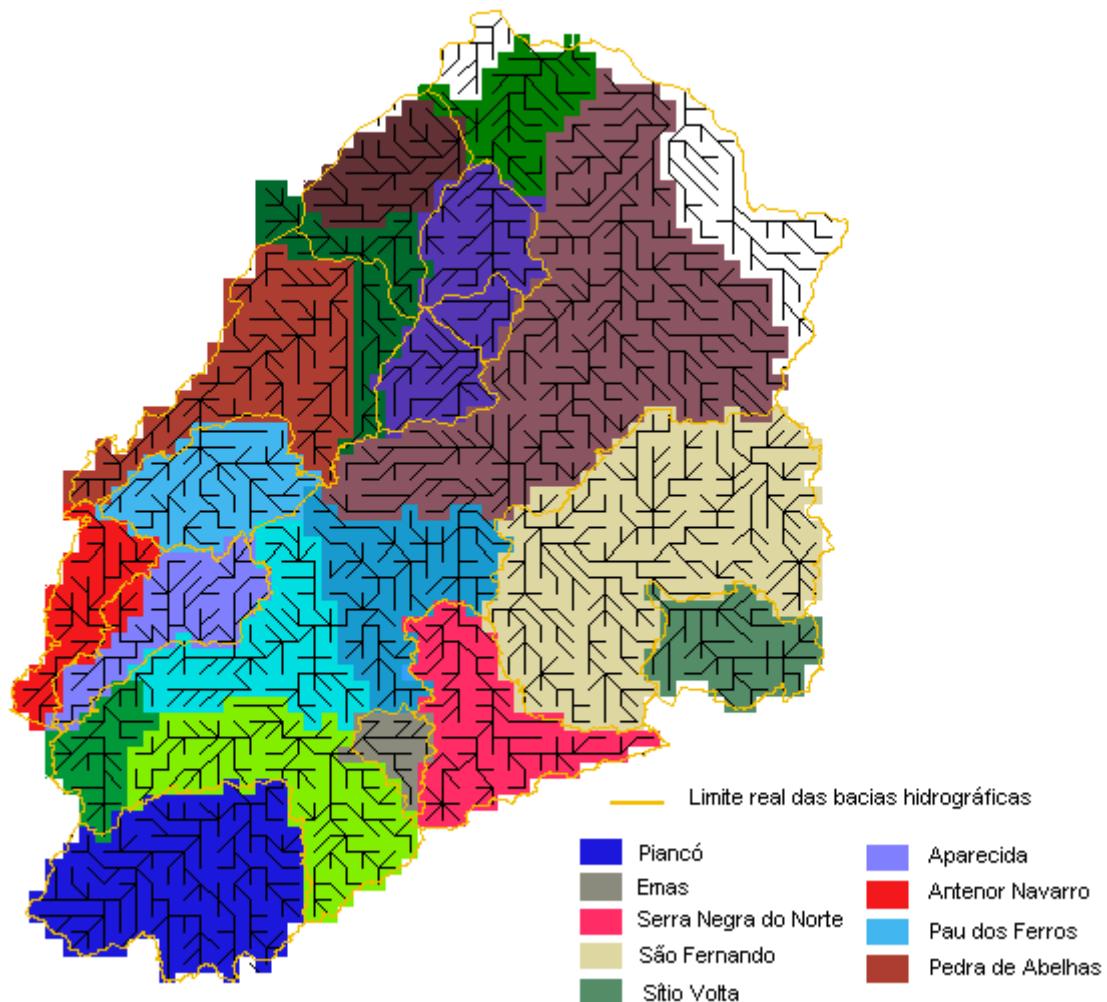 Limite real das bacias hidrográficas
Piancó
Emas
Serra Negra do Norte
São Fernando
Sítio Volta
Aparecida
Antenor Navarro
Pau dos Ferros
Pedra de Abelhas